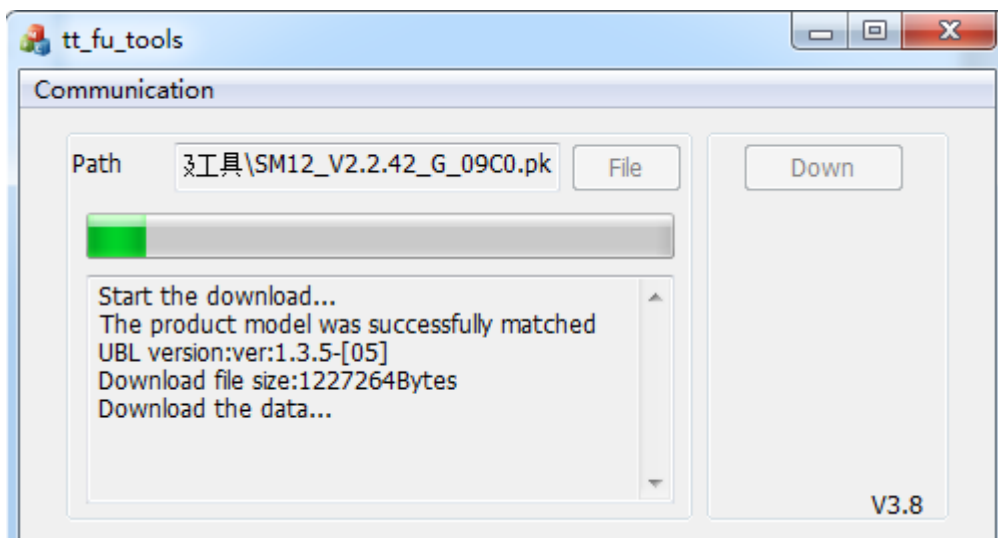 tt_fu_tools
Communication
Path
工具\SM12_V2.2.42_G_09C0.pk
File
Down
Start the download...
The product model was successfully matched
UBL version:ver:1.3.5-[05]
Download file size:1227264Bytes
Download the data...
V3.8